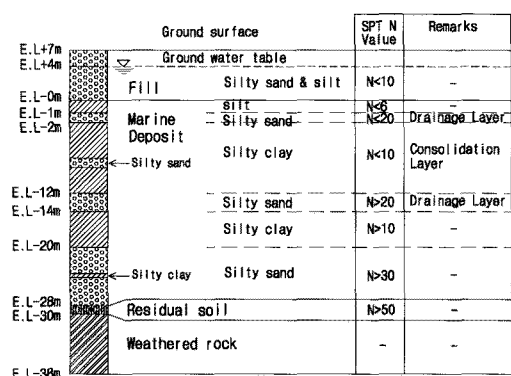 Ground surface SPT N Value Remarks
E.L+7m
E.L+4m Ground water table
Fill Silty sand & silt N<10 -
E.L-0m
silt N<6 -
E.L-1m
Marine Deposit Silty sand N<20 Drainage Layer
E.L-2m
Silty clay N<10 Consolidation Layer
Silty sand
E.L-12m
Silty sand N>20 Drainage Layer
E.L-14m
Silty clay N>10 -
E.L-20m
Silty clay Silty sand N>30 -
E.L-28m
Residual soil N>50 -
E.L-30m
Weathered rock - -
E.L-38m